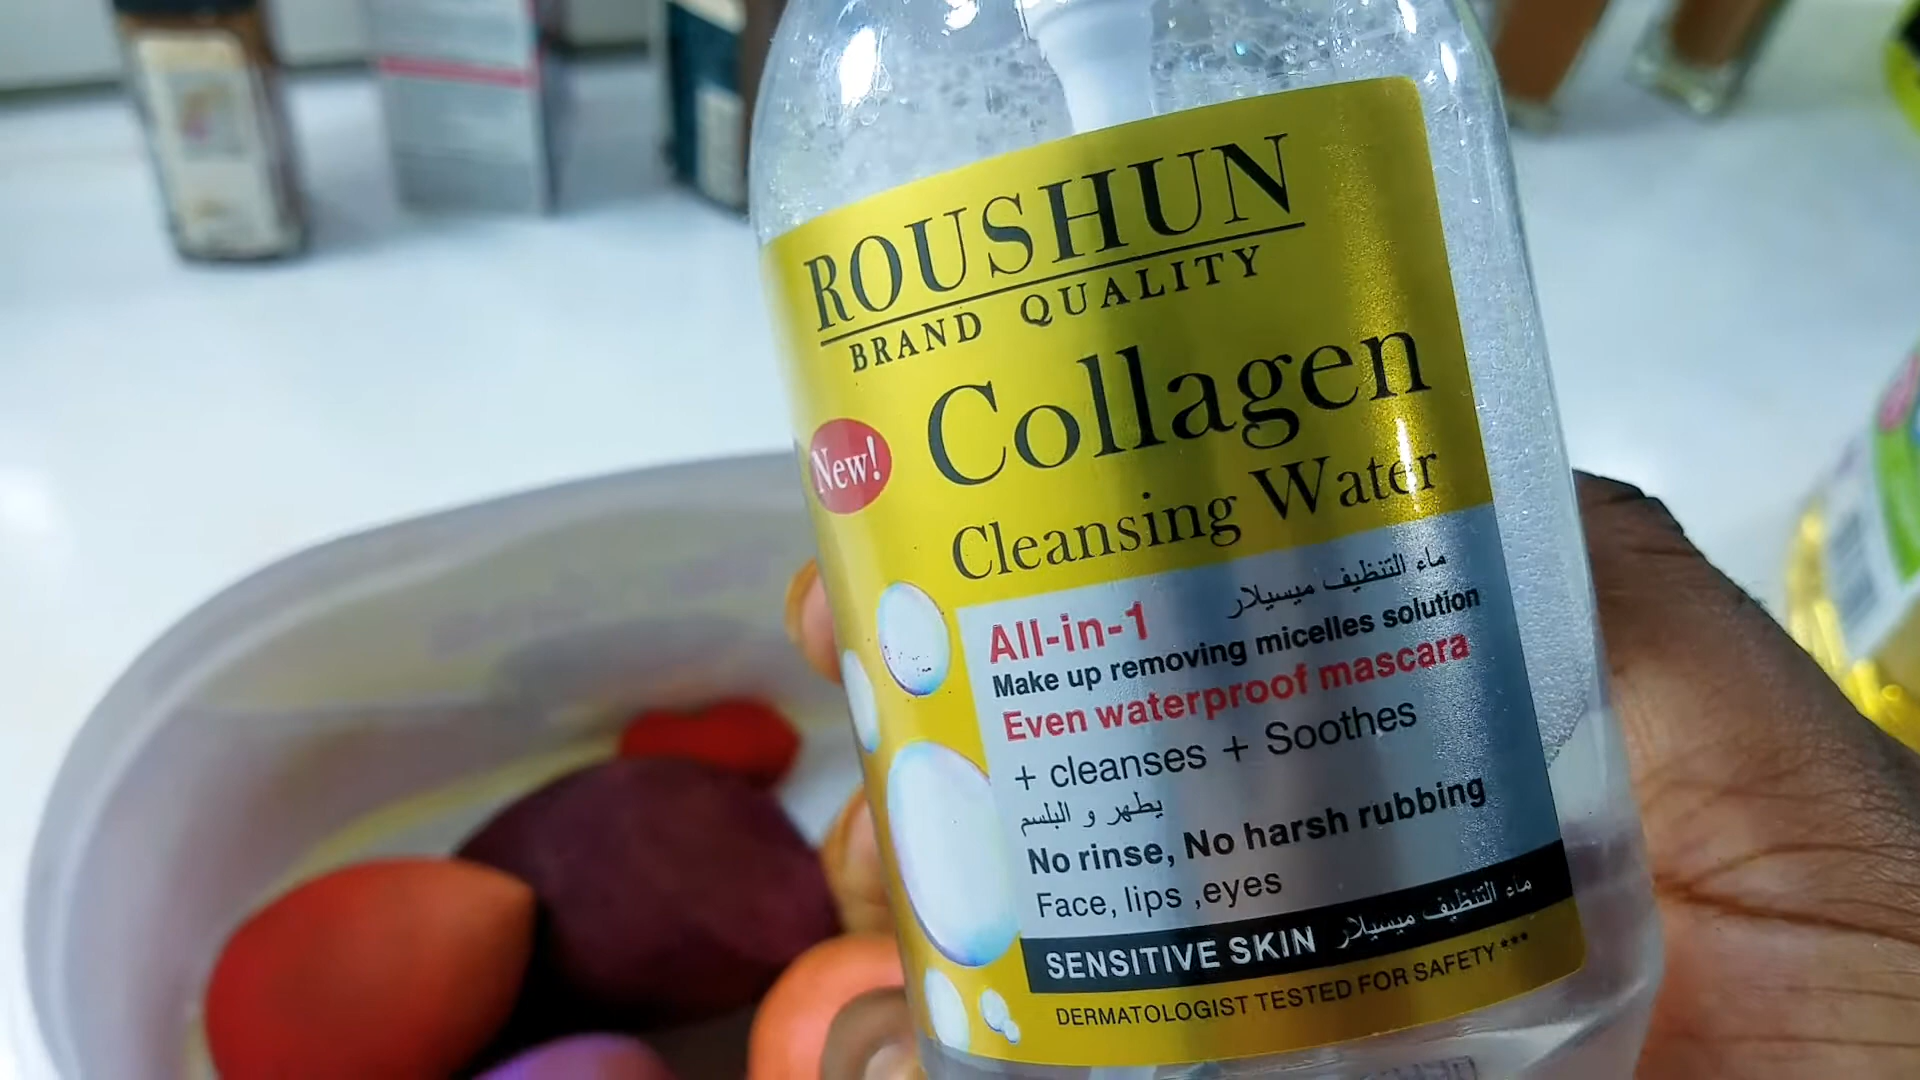 ROUSHUN
BRAND QUALITY
New!
Collagen
Cleansing Water
ماء التنظيف ميسيلار
All-in-1
Make up removing micelles solution
Even waterproof mascara
+ cleanses + Soothes
يطهر و البلسم
No rinse, No harsh rubbing
Face, lips ,eyes
SENSITIVE SKIN ماء التنظيف ميسيلار
DERMATOLOGIST TESTED FOR SAFETY ***